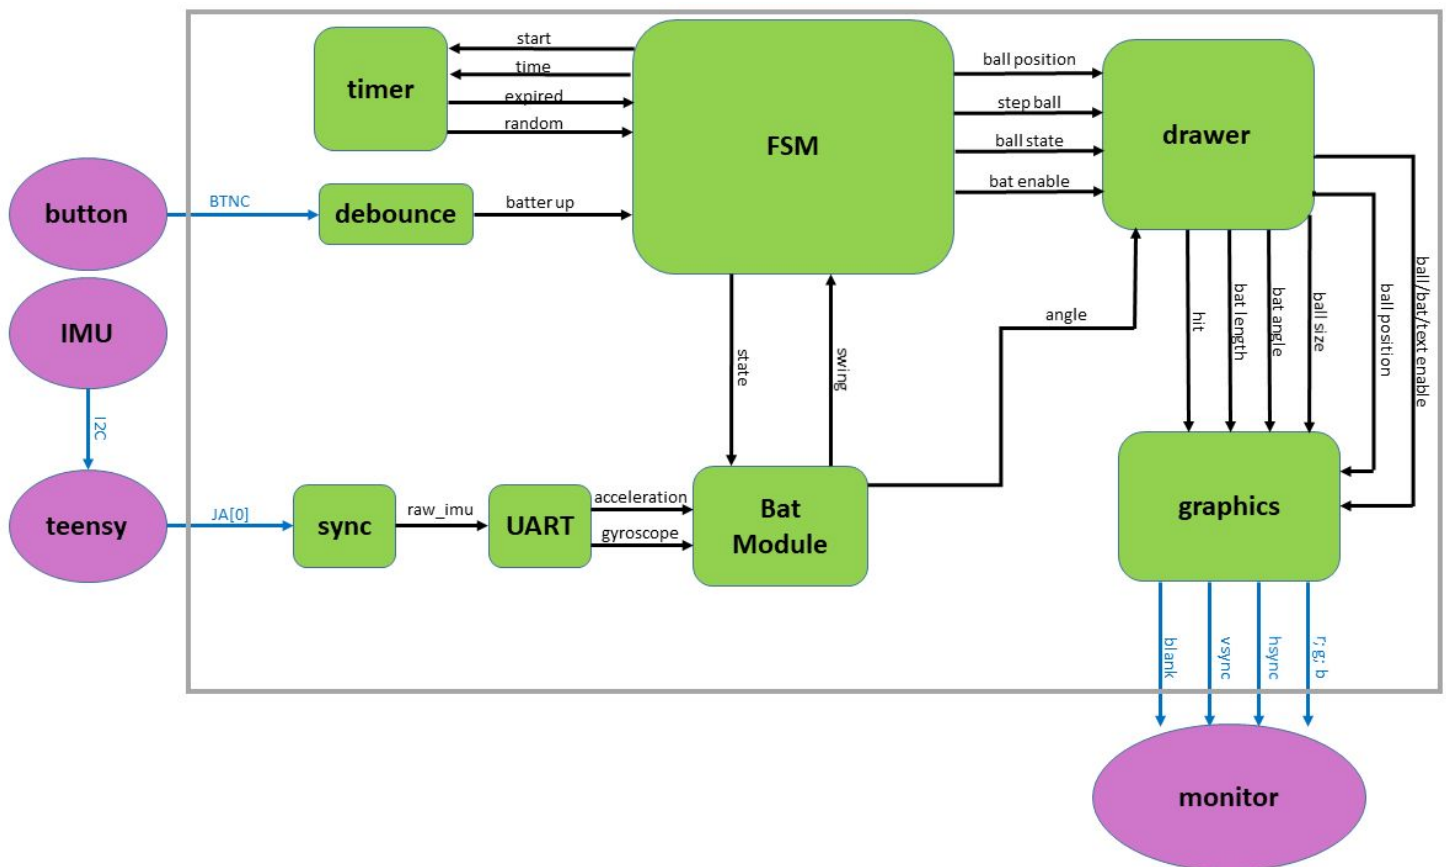 start
time
expired
random
timer
FSM
ball position
step ball
ball state
bat enable
drawer
button
BTNC
debounce
batter up
IMU
I2C
teensy
JA[0]
sync
raw_imu
UART
acceleration
gyroscope
state
swing
Bat
Module
angle
hit
bat length
bat angle
ball size
ball position
ball/bat/text enable
graphics
blank
vsync
hsync
r; g; b
monitor